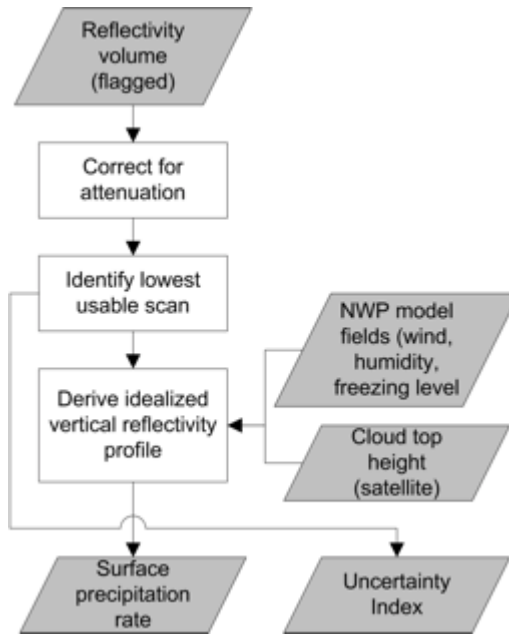 Reflectivity
volume
(flagged)
Correct for
attenuation
Identify lowest
usable scan
NWP model
fields (wind,
humidity,
freezing level
Derive idealized
vertical reflectivity
profile
Cloud top
height
(satellite)
Surface
precipitation
rate
Uncertainty
Index